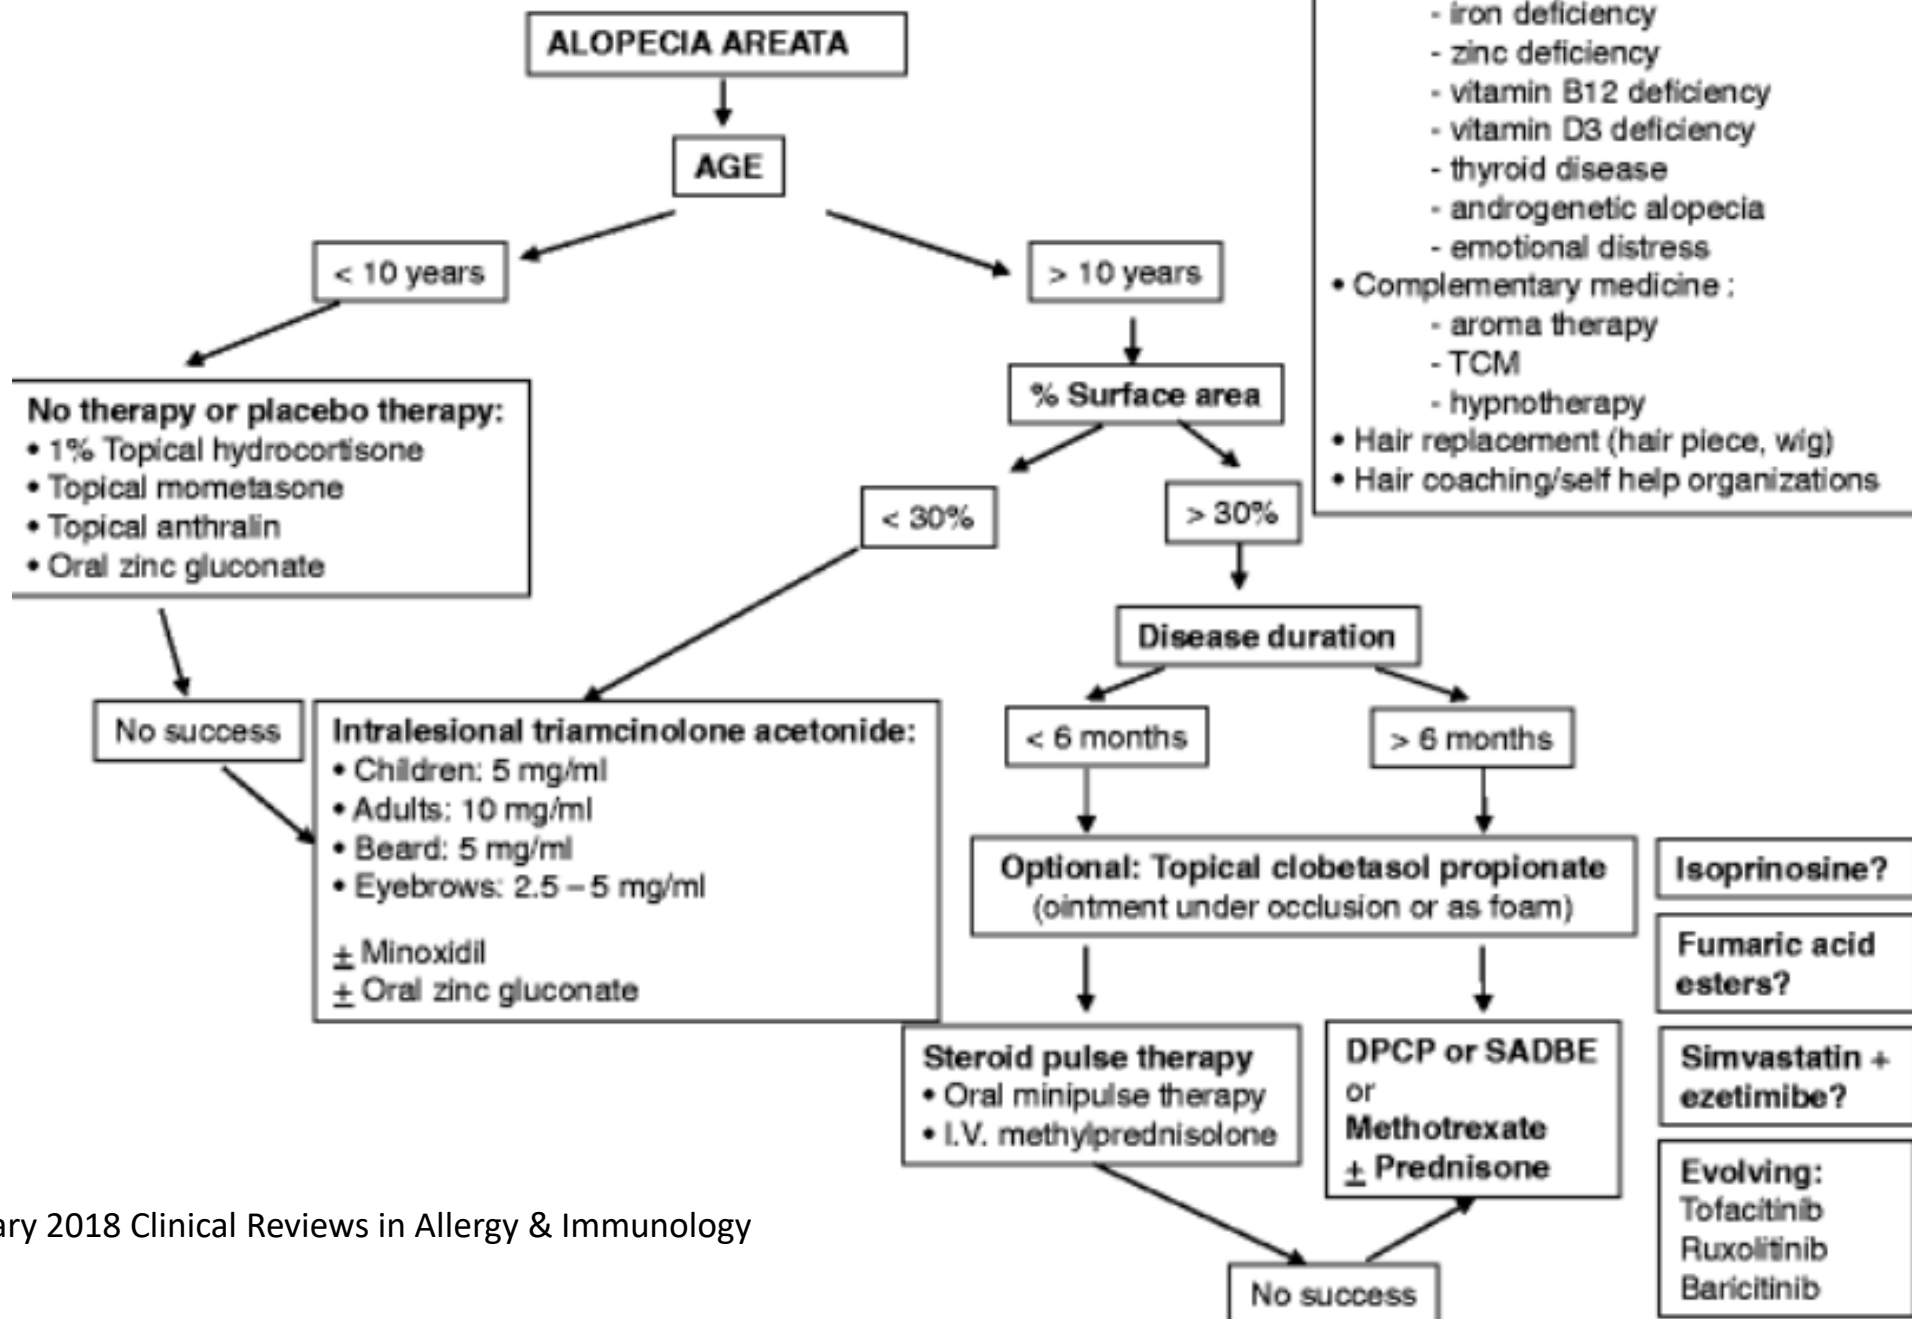 ALOPECIA AREATA
AGE
< 10 years
> 10 years
No therapy or placebo therapy:
• 1% Topical hydrocortisone
• Topical mometasone
• Topical anthralin
• Oral zinc gluconate
% Surface area
< 30%
> 30%
Disease duration
No success
Intralesional triamcinolone acetonide:
• Children: 5 mg/ml
• Adults: 10 mg/ml
• Beard: 5 mg/ml
• Eyebrows: 2.5 – 5 mg/ml
± Minoxidil
± Oral zinc gluconate
< 6 months
> 6 months
Optional: Topical clobetasol propionate
(ointment under occlusion or as foam)
Steroid pulse therapy
• Oral minipulse therapy
• I.V. methylprednisolone
DPCP or SADBE
or
Methotrexate
± Prednisone
No success
- iron deficiency
- zinc deficiency
- vitamin B12 deficiency
- vitamin D3 deficiency
- thyroid disease
- androgenetic alopecia
- emotional distress
• Complementary medicine :
- aroma therapy
- TCM
- hypnotherapy
• Hair replacement (hair piece, wig)
• Hair coaching/self help organizations
Isoprinosine?
Fumaric acid
esters?
Simvastatin +
ezetimibe?
Evolving:
Tofacitinib
Ruxolitinib
Baricitinib
2018 Clinical Reviews in Allergy & Immunology